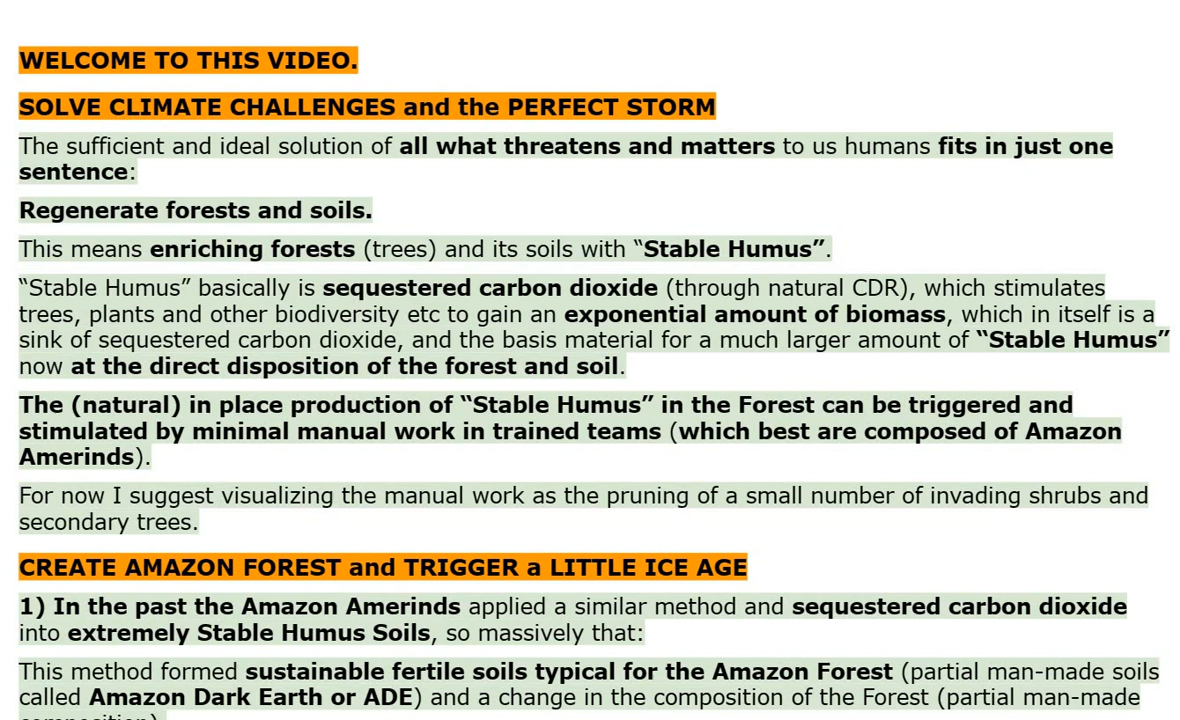 WELCOME TO THIS VIDEO.
SOLVE CLIMATE CHALLENGES and the PERFECT STORM
The sufficient and ideal solution of all what threatens and matters to us humans fits in just one
sentence:
Regenerate forests and soils.
This means enriching forests (trees) and its soils with “Stable Humus”.
“Stable Humus” basically is sequestered carbon dioxide (through natural CDR), which stimulates
trees, plants and other biodiversity etc to gain an exponential amount of biomass, which in itself is a
sink of sequestered carbon dioxide, and the basis material for a much larger amount of “Stable Humus”
now at the direct disposition of the forest and soil.
The (natural) in place production of “Stable Humus” in the Forest can be triggered and
stimulated by minimal manual work in trained teams (which best are composed of Amazon
Amerinds).
For now I suggest visualizing the manual work as the pruning of a small number of invading shrubs and
secondary trees.
CREATE AMAZON FOREST and TRIGGER a LITTLE ICE AGE
1) In the past the Amazon Amerinds applied a similar method and sequestered carbon dioxide
into extremely Stable Humus Soils, so massively that:
This method formed sustainable fertile soils typical for the Amazon Forest (partial man-made soils
called Amazon Dark Earth or ADE) and a change in the composition of the Forest (partial man-made
composition).